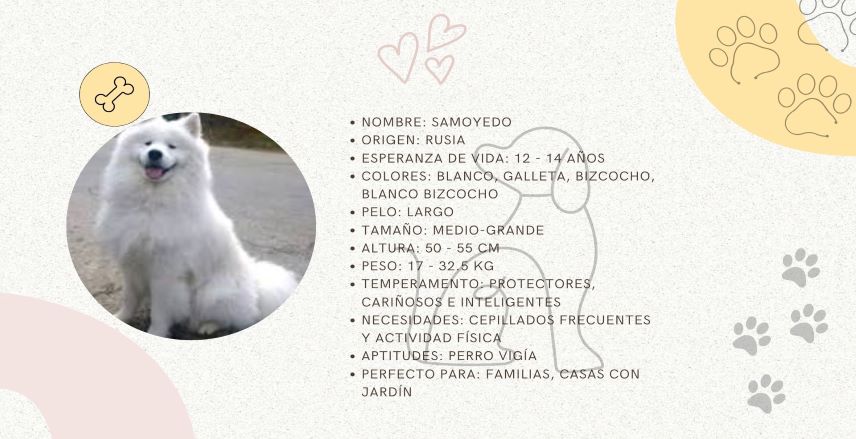 • NOMBRE: SAMOYEDO
• ORIGEN: RUSIA
• ESPERANZA DE VIDA: 12 - 14 AÑOS
• COLORES: BLANCO, GALLETA, BIZCOCHO,
BLANCO BIZCOCHO
• PELO: LARGO
• TAMAÑO: MEDIO-GRANDE
• ALTURA: 50 - 55 CM
• PESO: 17 - 32.5 KG
• TEMPERAMENTO: PROTECTORES,
CARIÑOSOS E INTELIGENTES
• NECESIDADES: CEPILLADOS FRECUENTES
Y ACTIVIDAD FÍSICA
• APTITUDES: PERRO VIGÍA
• PERFECTO PARA: FAMILIAS, CASAS CON
JARDÍN